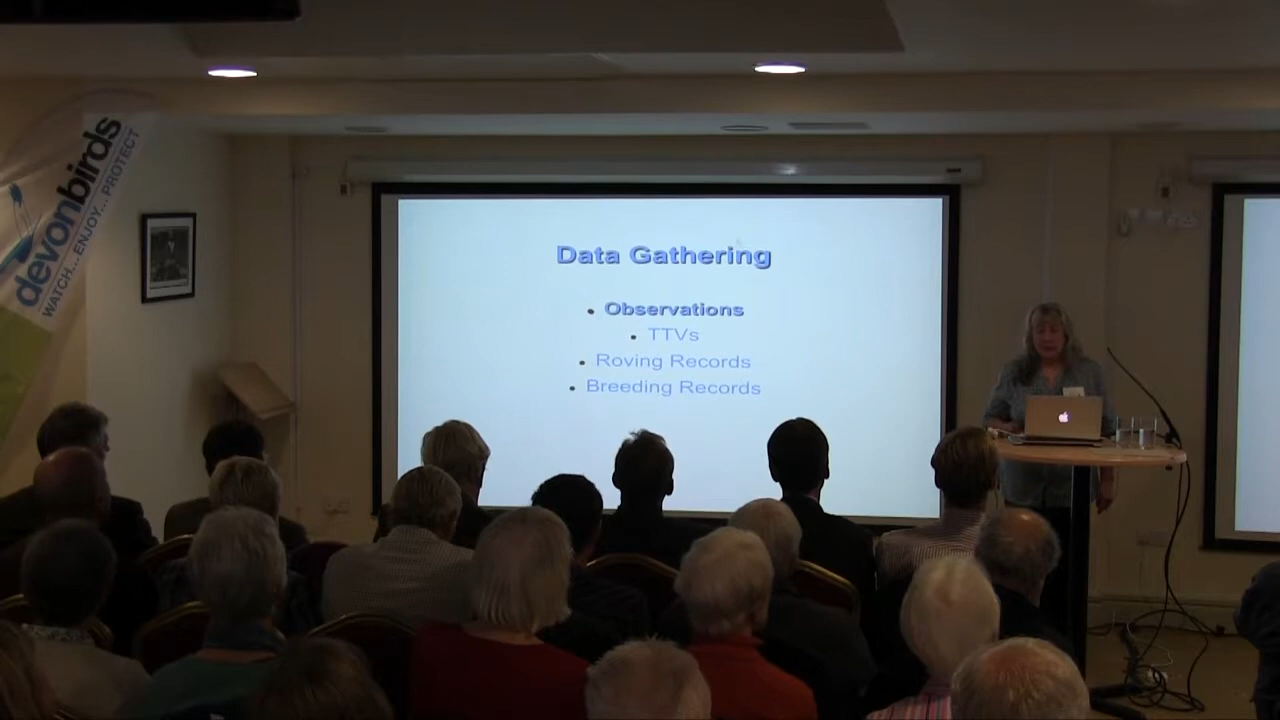 devonbirds
WATCH... ENJOY... PROTECT
Data Gathering
• Observations
• TTVs
• Roving Records
• Breeding Records